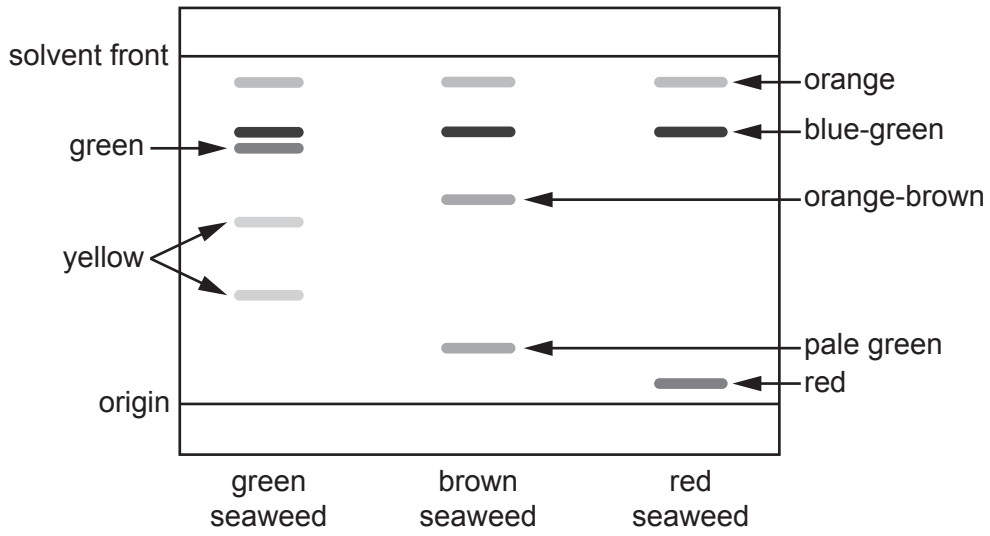 solvent front
orange
green
blue-green
orange-brown
yellow
pale green
red
origin
green
seaweed
brown
seaweed
red
seaweed